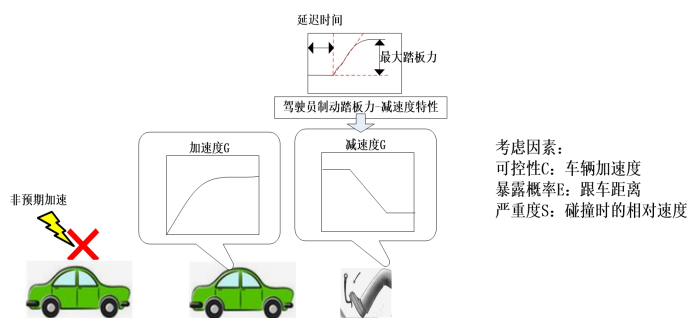 延迟时间
最大踏板力
驾驶员制动踏板力-减速度特性
加速度G
减速度G
非预期加速
考虑因素：
可控性C：车辆加速度
暴露概率E：跟车距离
严重度S：碰撞时的相对速度